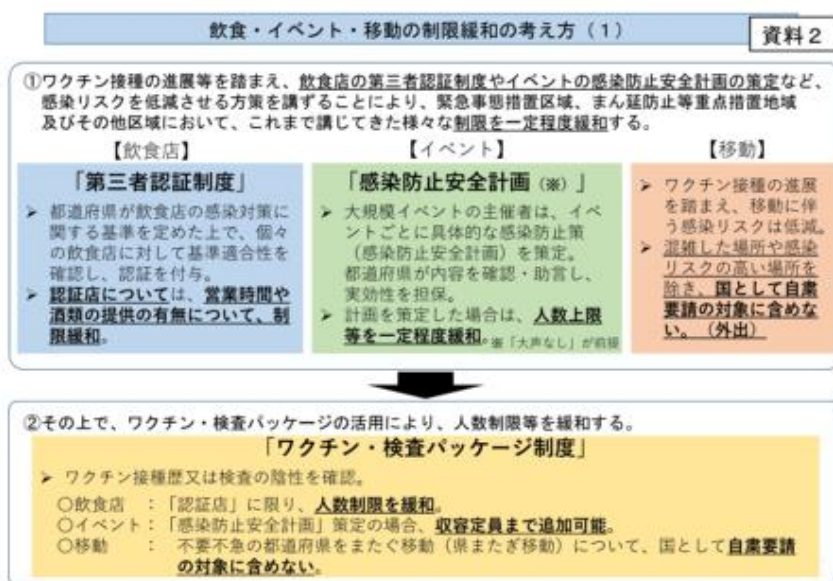 飲食・イベント・移動の制限緩和の考え方（１）
資料２
①ワクチン接種の進展等を踏まえ、飲食店の第三者認証制度やイベントの感染防止安全計画の策定など、
感染リスクを低減させる方策を講ずることにより、緊急事態措置区域、まん延防止等重点措置地域
及びその他区域において、これまで講じてきた様々な制限を一定程度緩和する。
【飲食店】
「第三者認証制度」
➢ 都道府県が飲食店の感染対策に
関する基準を定めた上で、個々
の飲食店に対して基準適合性を
確認し、認証を付与。
➢ 認証店については、営業時間や
酒類の提供の有無について、制
限緩和。
【イベント】
「感染防止安全計画（※）」
➢ 大規模イベントの主催者は、イベ
ントごとに具体的な感染防止策
（感染防止安全計画）を策定。
都道府県が内容を確認・助言し、
実効性を担保。
➢ 計画を策定した場合は、人数上限
等を一定程度緩和。※「大声なし」が前提
【移動】
➢ ワクチン接種の進展
を踏まえ、移動に伴
う感染リスクは低減。
➢ 混雑した場所や感染
リスクの高い場所を
除き、国として自粛
要請の対象に含めな
い。（外出）
②その上で、ワクチン・検査パッケージの活用により、人数制限等を緩和する。
「ワクチン・検査パッケージ制度」
➢ ワクチン接種歴又は検査の陰性を確認。
○飲食店　：「認証店」に限り、人数制限を緩和。
○イベント：「感染防止安全計画」策定の場合、収容定員まで追加可能。
○移動　　：　不要不急の都道府県をまたぐ移動（県またぎ移動）について、国として自粛要請
の対象に含めない。